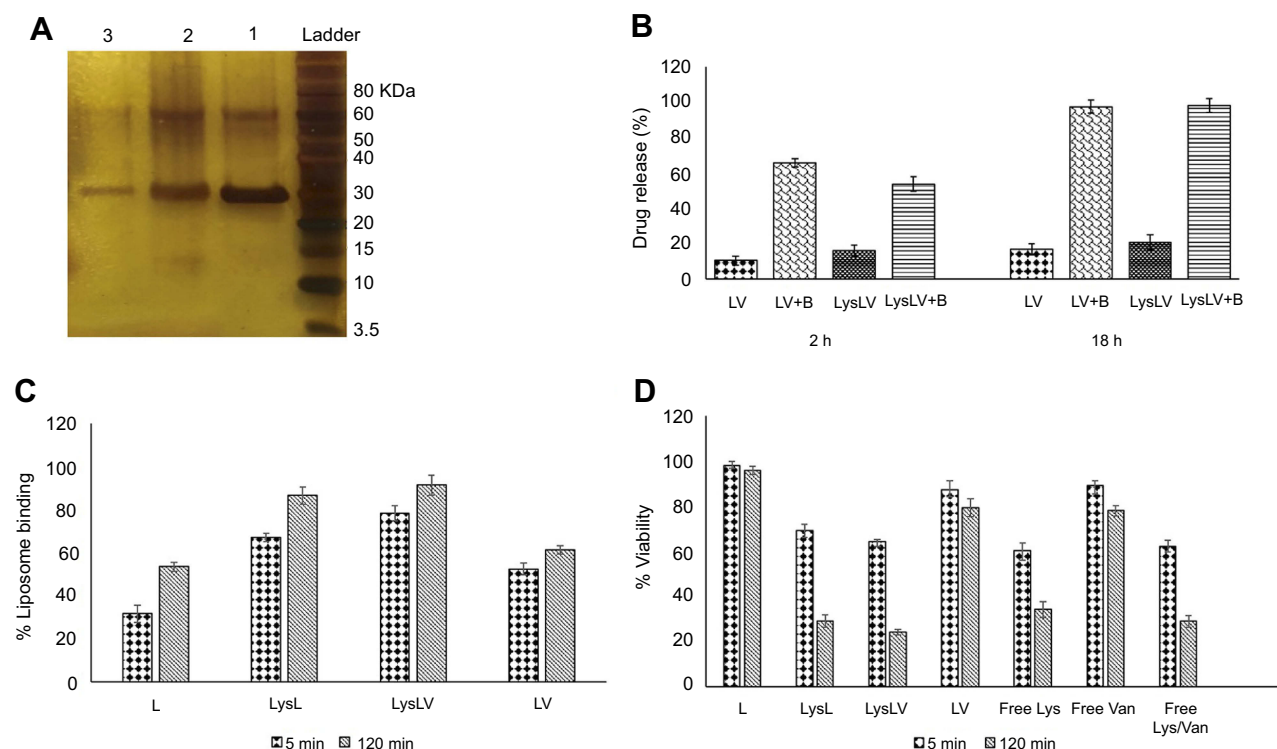 A
3 2 1 Ladder
80 KDa
60
50
40
30
20
15
10
3.5
B
Drug release (%)
120
100
80
60
40
20
0
LV LV+B LysLV LysLV+B LV LV+B LysLV LysLV+B
2 h 18 h
C
% Liposome binding
120
100
80
60
40
20
0
L LysL LysLV LV
5 min 120 min
D
% Viability
120
100
80
60
40
20
0
L LysL LysLV LV Free Lys Free Van Free
Lys/Van
5 min 120 min